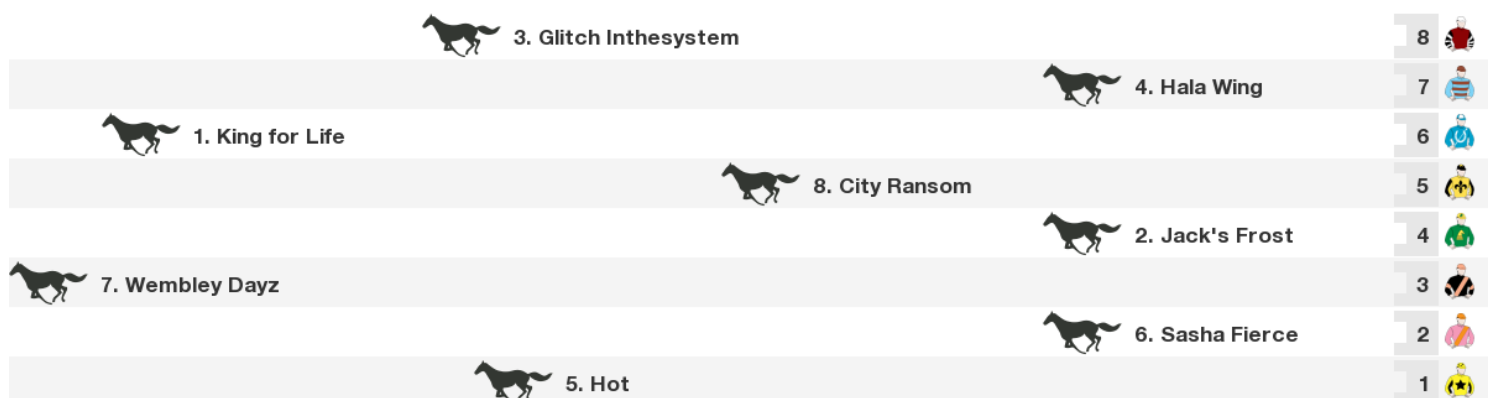 3. Glitch Inthesystem 8
4. Hala Wing 7
1. King for Life 6
8. City Ransom 5
2. Jack's Frost 4
7. Wembley Dayz 3
6. Sasha Fierce 2
5. Hot 1